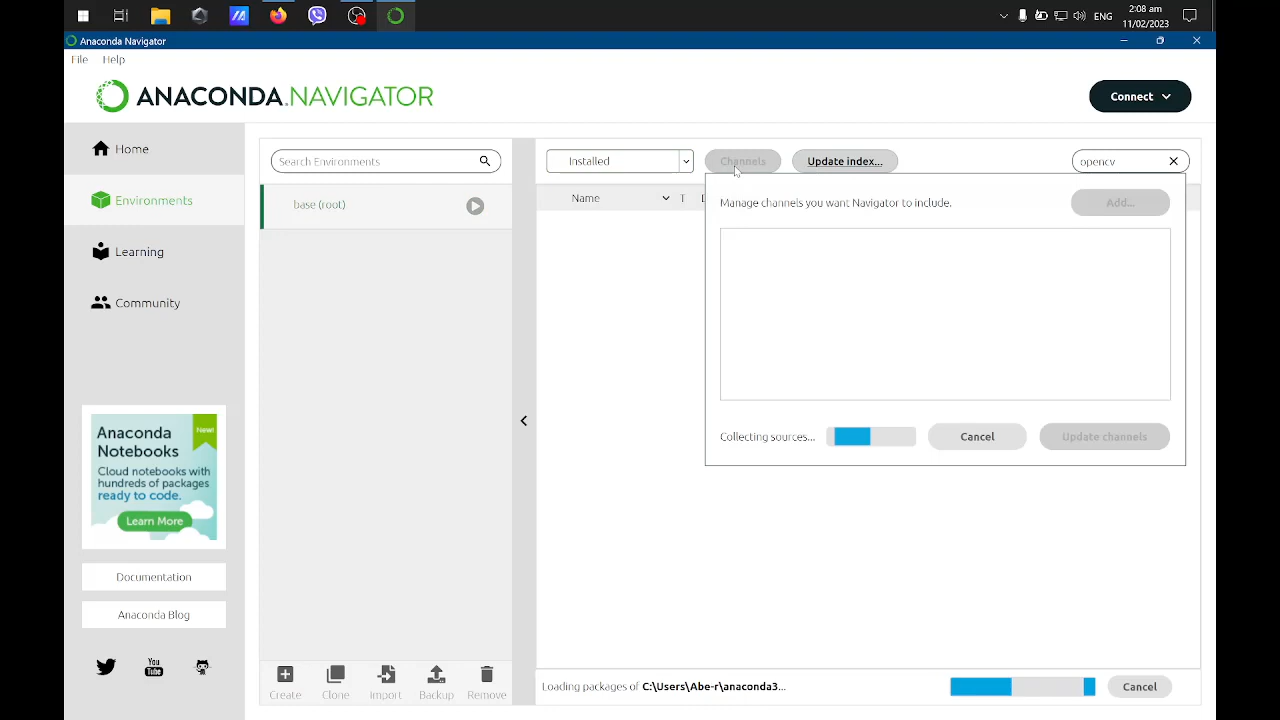 ENG
2:08 am
11/02/2023
Anaconda Navigator
File Help
ANACONDA.NAVIGATOR
Connect
Home
Environments
Learning
Community
Search Environments
base (root)
Installed
Channels
Update index...
opencv
Name
T
Manage channels you want Navigator to include.
Add...
Collecting sources...
Cancel
Update channels
New!
Anaconda
Notebooks
Cloud notebooks with
hundreds of packages
ready to code.
Learn More
Documentation
Anaconda Blog
You
Tube
Create
Clone
Import
Backup
Remove
Loading packages of C:\Users\Abe-r\anaconda3...
Cancel